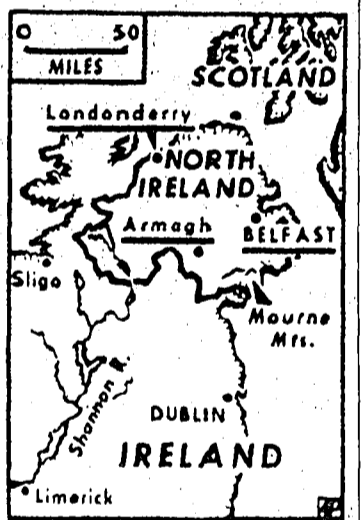 0 50
MILES
SCOTLAND
Londonderry
NORTH
IRELAND
Armagh
BELFAST
Sligo
Mourne
Mts.
Shannon R.
DUBLIN
IRELAND
Limerick